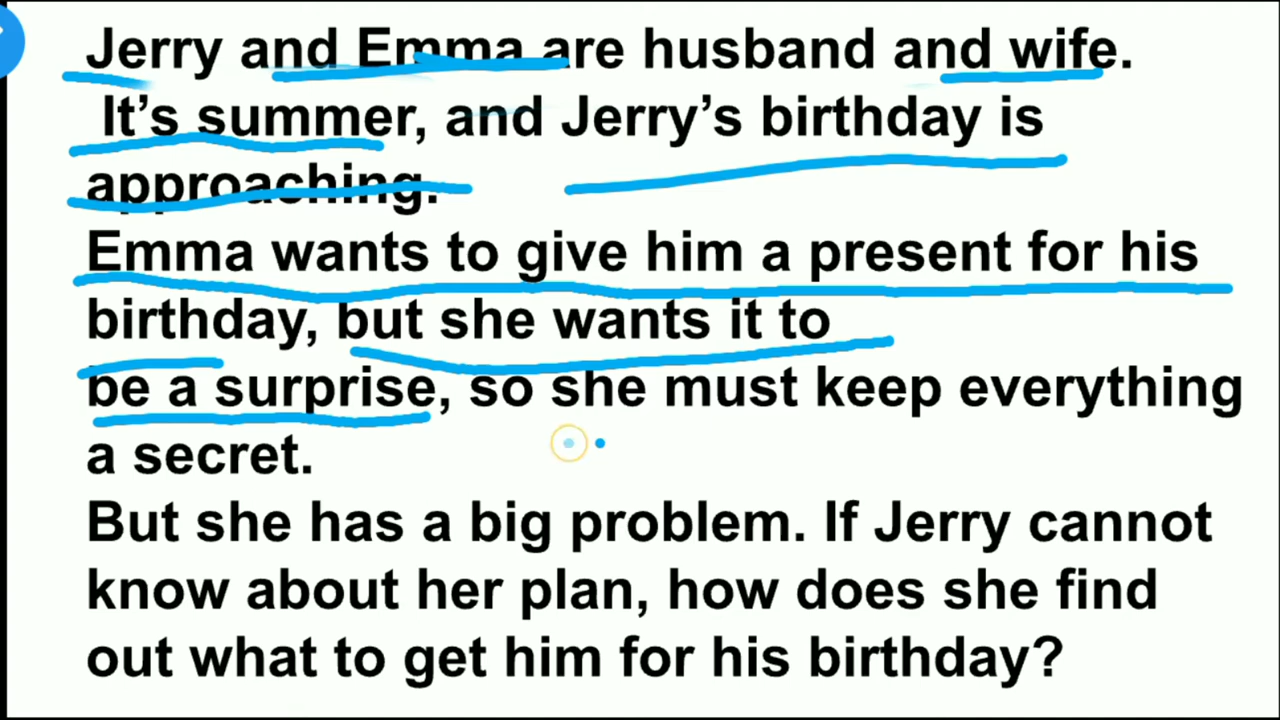 Jerry and Emma are husband and wife.
It’s summer, and Jerry’s birthday is
approaching.
Emma wants to give him a present for his
birthday, but she wants it to
be a surprise, so she must keep everything
a secret.
But she has a big problem. If Jerry cannot
know about her plan, how does she find
out what to get him for his birthday?